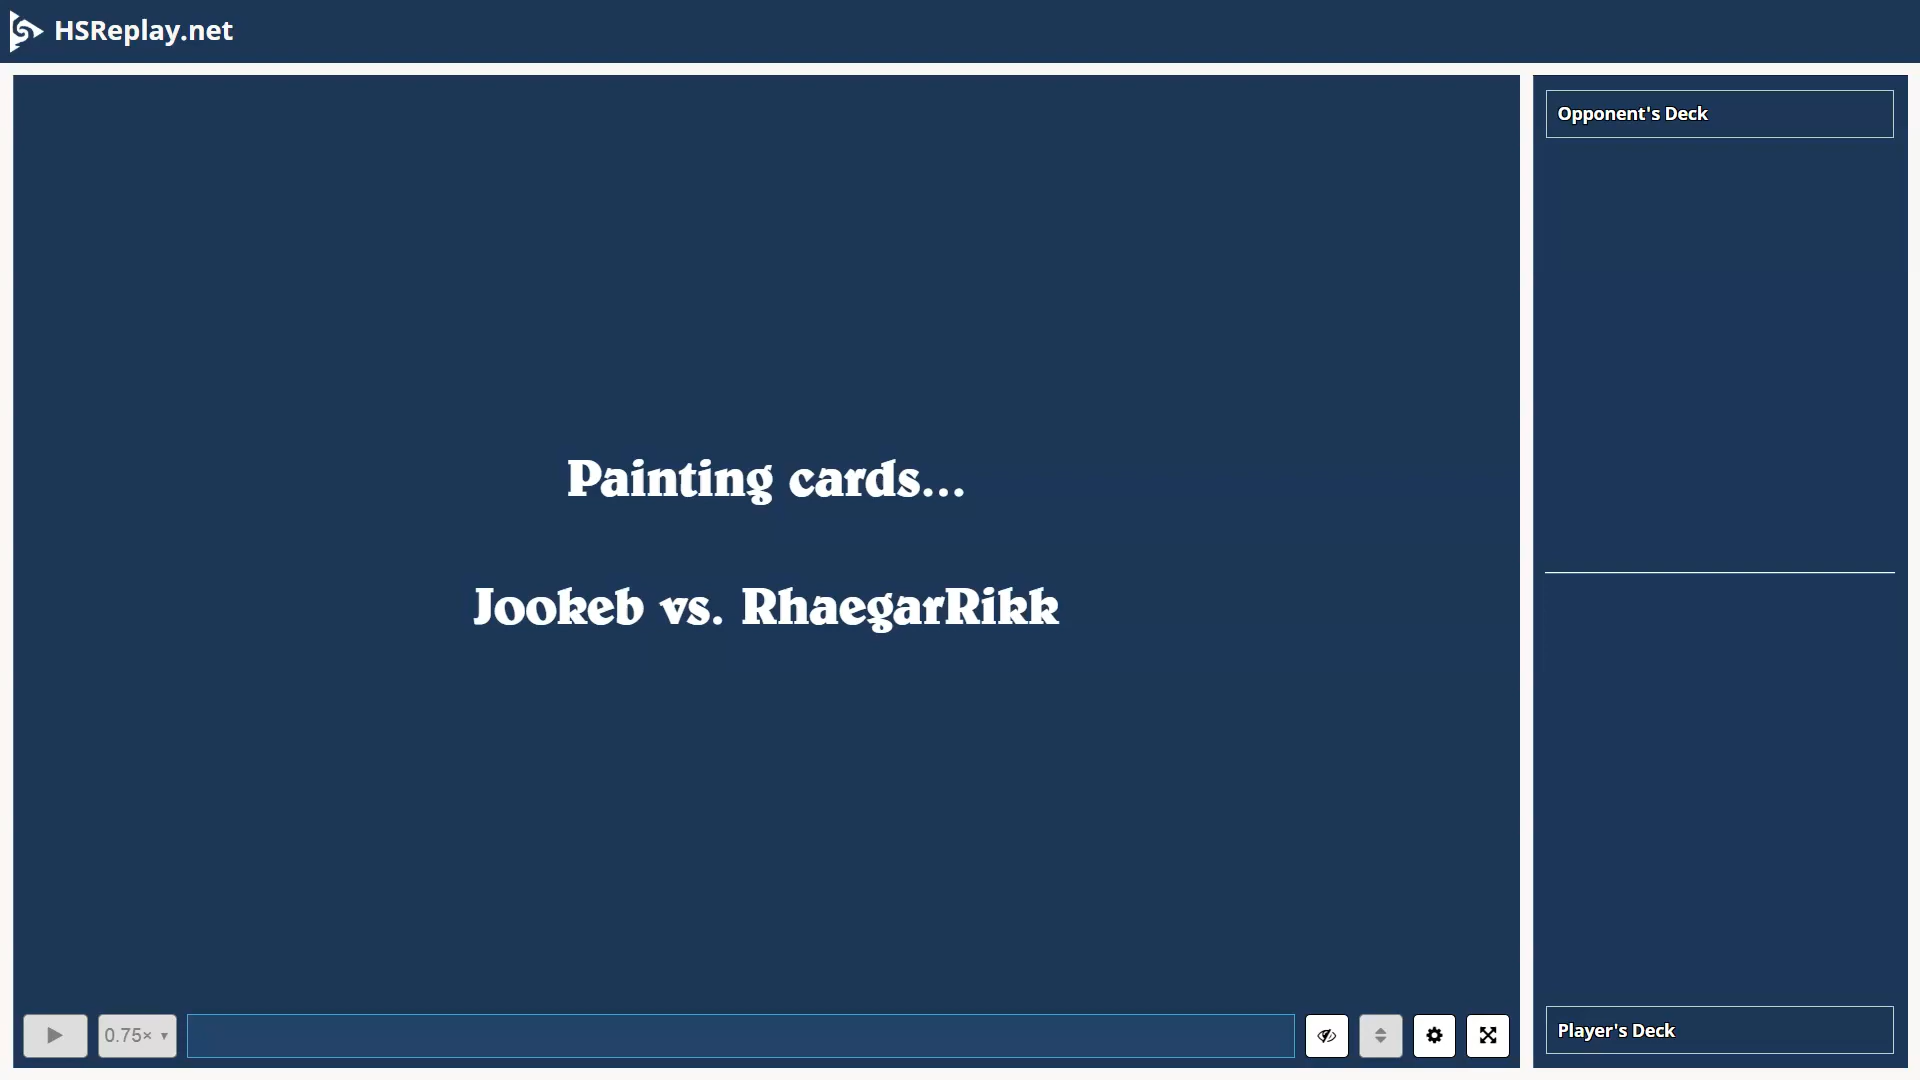 HSReplay.net
Opponent's Deck
Painting cards...
Jookeb vs. RhaegarRikk
0.75×
Player's Deck